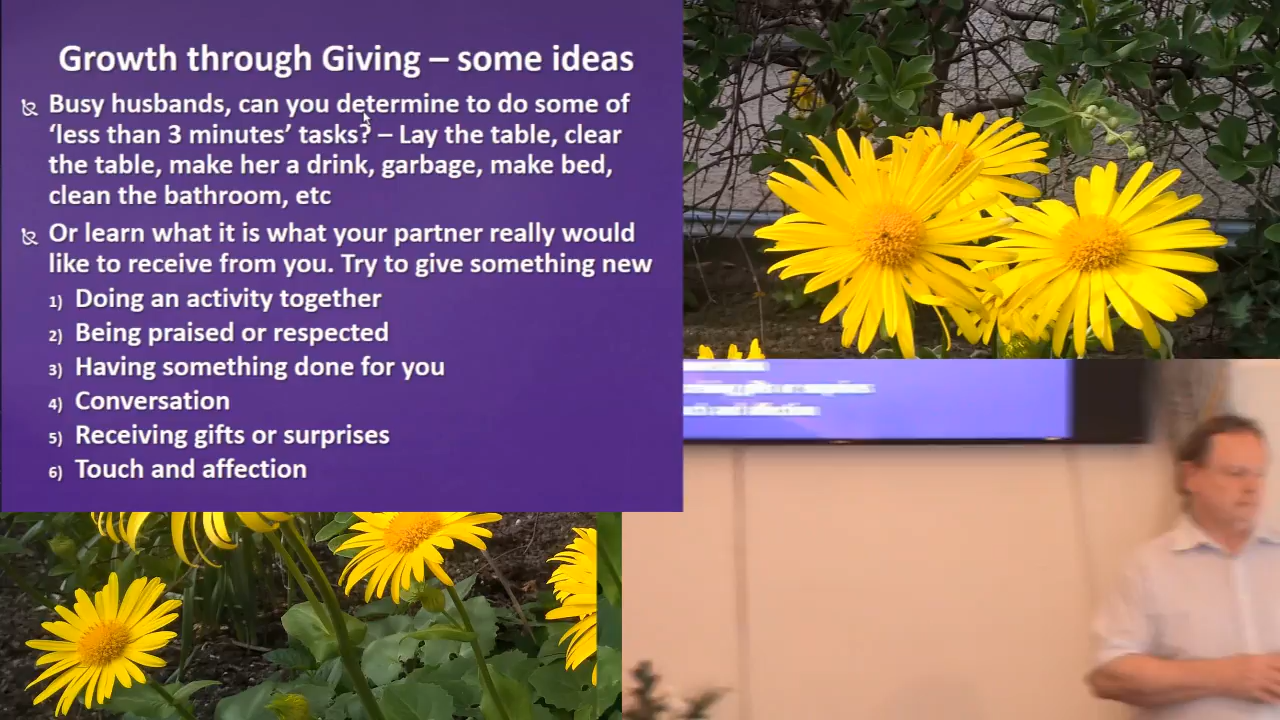 Growth through Giving – some ideas
Busy husbands, can you determine to do some of
‘less than 3 minutes’ tasks? – Lay the table, clear
the table, make her a drink, garbage, make bed,
clean the bathroom, etc
Or learn what it is what your partner really would
like to receive from you. Try to give something new
1) Doing an activity together
2) Being praised or respected
3) Having something done for you
4) Conversation
5) Receiving gifts or surprises
6) Touch and affection